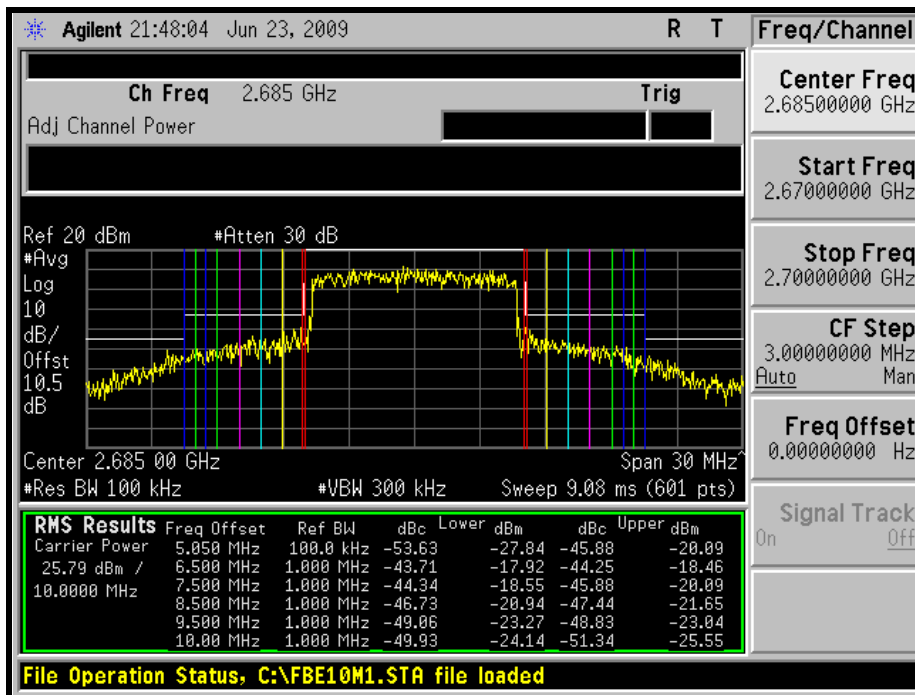 Agilent 21:48:04 Jun 23, 2009 R T
Ch Freq 2.685 GHz Trig
Adj Channel Power
Ref 20 dBm #Atten 30 dB
#Avg
Log
10
dB/
Offst
10.5
dB
Center 2.685 00 GHz Span 30 MHz^
#Res BW 100 kHz #VBW 300 kHz Sweep 9.08 ms (601 pts)
RMS Results Freq Offset Ref BW dBc Lower dBm dBc Upper dBm
Carrier Power 5.050 MHz 100.0 kHz -53.63 -27.84 -45.88 -20.09
25.79 dBm / 6.500 MHz 1.000 MHz -43.71 -17.92 -44.25 -18.46
10.0000 MHz 7.500 MHz 1.000 MHz -44.34 -18.55 -45.88 -20.09
8.500 MHz 1.000 MHz -46.73 -20.94 -47.44 -21.65
9.500 MHz 1.000 MHz -49.06 -23.27 -48.83 -23.04
10.00 MHz 1.000 MHz -49.93 -24.14 -51.34 -25.55
File Operation Status, C:\FBE10M1.STA file loaded
Freq/Channel
Center Freq
2.68500000 GHz
Start Freq
2.67000000 GHz
Stop Freq
2.70000000 GHz
CF Step
3.00000000 MHz
Auto Man
Freq Offset
0.00000000 Hz
Signal Track
On Off